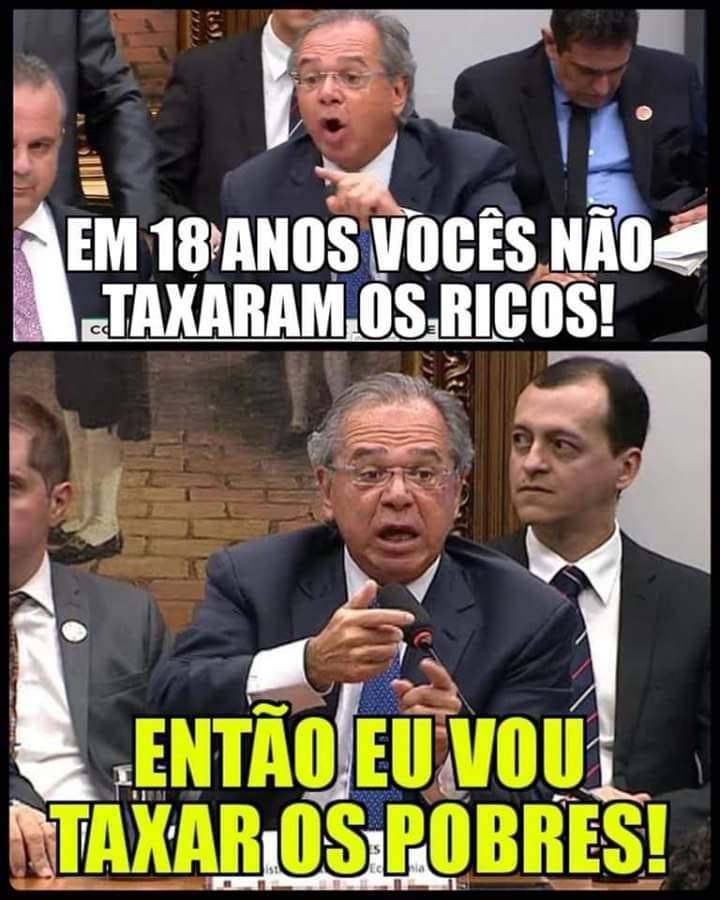 EM 18 ANOS VOCÊS NÃO
TAXARAM OS RICOS!
ENTÃO EU VOU
TAXAR OS POBRES!